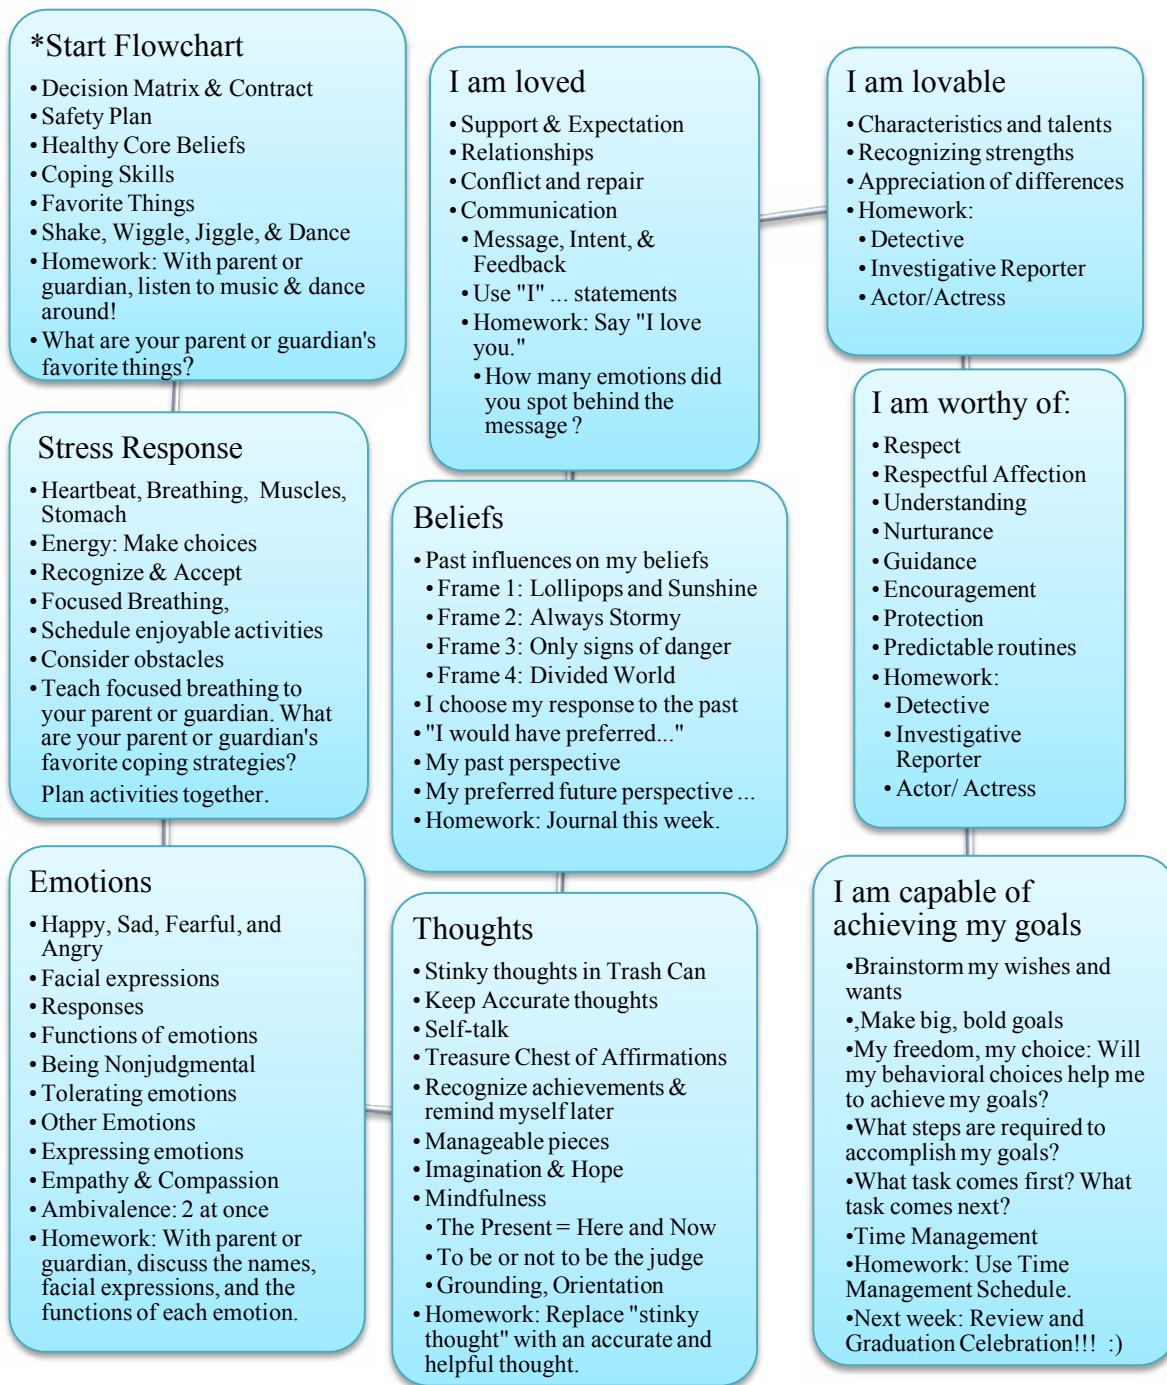 *Start Flowchart
• Decision Matrix & Contract
• Safety Plan
• Healthy Core Beliefs
• Coping Skills
• Favorite Things
• Shake, Wiggle, Jiggle, & Dance
• Homework: With parent or
guardian, listen to music & dance
around!
• What are your parent or guardian's
favorite things?
Stress Response
• Heartbeat, Breathing, Muscles,
Stomach
• Energy: Make choices
• Recognize & Accept
• Focused Breathing,
• Schedule enjoyable activities
• Consider obstacles
• Teach focused breathing to
your parent or guardian. What
are your parent or guardian's
favorite coping strategies?
Plan activities together.
Emotions
• Happy, Sad, Fearful, and
Angry
• Facial expressions
• Responses
• Functions of emotions
• Being Nonjudgmental
• Tolerating emotions
• Other Emotions
• Expressing emotions
• Empathy & Compassion
• Ambivalence: 2 at once
• Homework: With parent or
guardian, discuss the names,
facial expressions, and the
functions of each emotion.
Thoughts
• Stinky thoughts in Trash Can
• Keep Accurate thoughts
• Self-talk
• Treasure Chest of Affirmations
• Recognize achievements &
remind myself later
• Manageable pieces
• Imagination & Hope
• Mindfulness
• The Present = Here and Now
• To be or not to be the judge
• Grounding, Orientation
• Homework: Replace "stinky
thought" with an accurate and
helpful thought.
Beliefs
• Past influences on my beliefs
• Frame 1: Lollipops and Sunshine
• Frame 2: Always Stormy
• Frame 3: Only signs of danger
• Frame 4: Divided World
• I choose my response to the past
• "I would have preferred..."
• My past perspective
• My preferred future perspective ...
• Homework: Journal this week.
I am loved
• Support & Expectation
• Relationships
• Conflict and repair
• Communication
• Message, Intent, &
Feedback
• Use "I" ... statements
• Homework: Say "I love
you."
• How many emotions did
you spot behind the
message ?
I am lovable
• Characteristics and talents
• Recognizing strengths
• Appreciation of differences
• Homework:
• Detective
• Investigative Reporter
• Actor/Actress
I am worthy of:
• Respect
• Respectful Affection
• Understanding
• Nurturance
• Guidance
• Encouragement
• Protection
• Predictable routines
• Homework:
• Detective
• Investigative
Reporter
• Actor/ Actress
I am capable of
achieving my goals
•Brainstorm my wishes and
wants
•,Make big, bold goals
•My freedom, my choice: Will
my behavioral choices help me
to achieve my goals?
•What steps are required to
accomplish my goals?
•What task comes first? What
task comes next?
•Time Management
•Homework: Use Time
Management Schedule.
•Next week: Review and
Graduation Celebration!!! :)